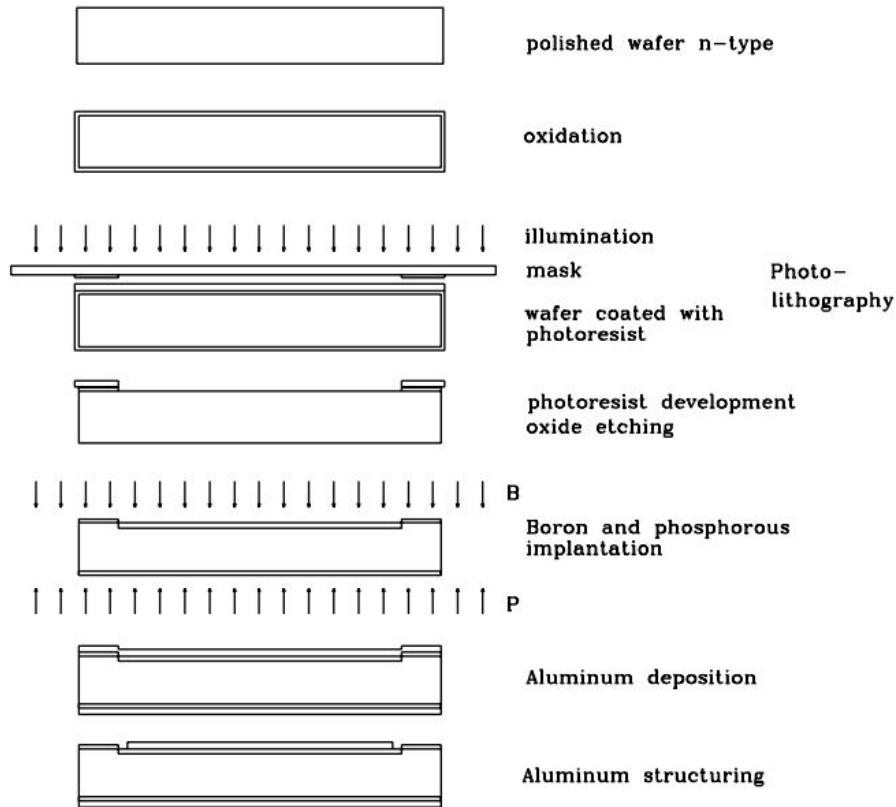 polished wafer n-type
oxidation
illumination
mask
Photo-
lithography
wafer coated with
photoresist
photoresist development
oxide etching
B
Boron and phosphorous
implantation
P
Aluminum deposition
Aluminum structuring